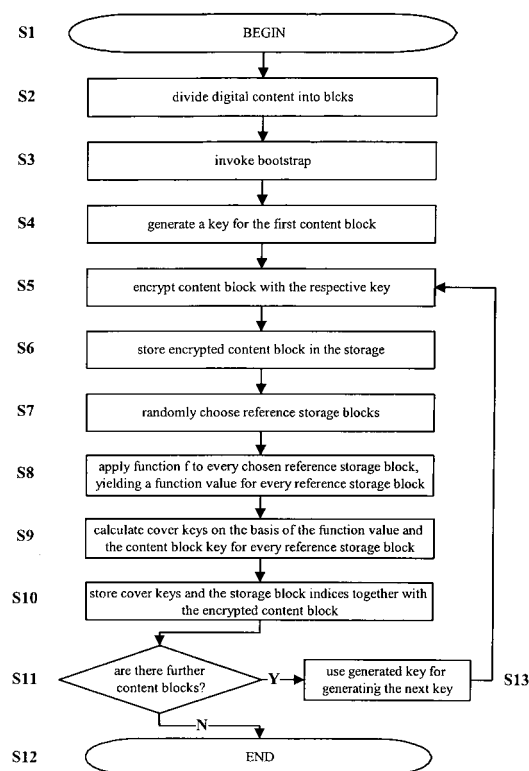 S1 BEGIN
S2 divide digital content into blcks
S3 invoke bootstrap
S4 generate a key for the first content block
S5 encrypt content block with the respective key
S6 store encrypted content block in the storage
S7 randomly choose reference storage blocks
S8 apply function f to every chosen reference storage block,
yielding a function value for every reference storage block
S9 calculate cover keys on the basis of the function value and
the content block key for every reference storage block
S10 store cover keys and the storage block indices together with
the encrypted content block
S11 are there further
content blocks?
Y
use generated key for
generating the next key
S13
N
S12 END